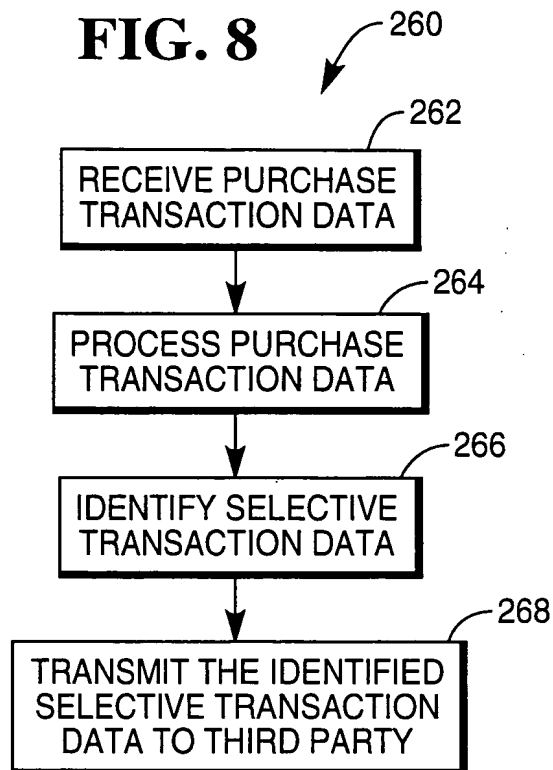 FIG. 8
260
262
RECEIVE PURCHASE
TRANSACTION DATA
264
PROCESS PURCHASE
TRANSACTION DATA
266
IDENTIFY SELECTIVE
TRANSACTION DATA
268
TRANSMIT THE IDENTIFIED
SELECTIVE TRANSACTION
DATA TO THIRD PARTY